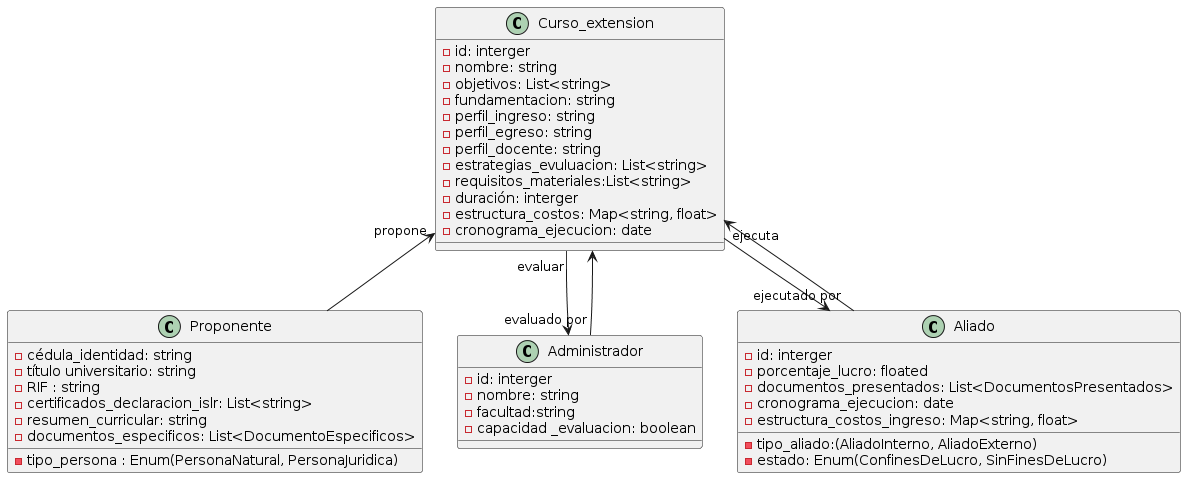 C Curso_extension
id: interger
nombre: string
objetivos: List<string>
fundamentacion: string
perfil_ingreso: string
perfil_egreso: string
perfil_docente: string
estrategias_evuluacion: List<string>
requisitos_materiales:List<string>
duración: interger
estructura_costos: Map<string, float>
cronograma_ejecucion: date
propone
evaluar
evaluado por
ejecuta
ejecutado por
C Proponente
cédula_identidad: string
título universitario: string
RIF : string
certificados_declaracion_islr: List<string>
resumen_curricular: string
documentos_especificos: List<DocumentoEspecificos>
tipo_persona : Enum(PersonaNatural, PersonaJuridica)
C Administrador
id: interger
nombre: string
facultad:string
capacidad _evaluacion: boolean
C Aliado
id: interger
porcentaje_lucro: floated
documentos_presentados: List<DocumentosPresentados>
cronograma_ejecucion: date
estructura_costos_ingreso: Map<string, float>
tipo_aliado:(AliadoInterno, AliadoExterno)
estado: Enum(ConfinesDeLucro, SinFinesDeLucro)